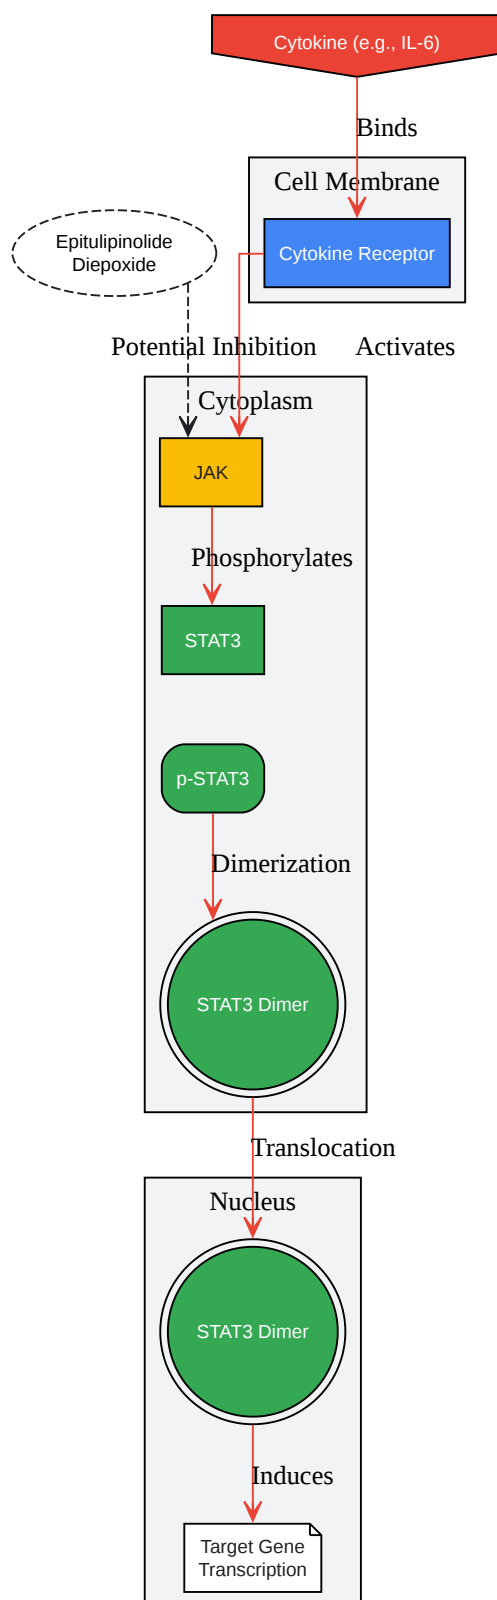 Cytokine (e.g., IL-6)
Binds
Cell Membrane
Cytokine Receptor
Epitulipinolide
Diepoxide
Potential Inhibition
Activates
Cytoplasm
JAK
Phosphorylates
STAT3
p-STAT3
Dimerization
STAT3 Dimer
Translocation
Nucleus
STAT3 Dimer
Induces
Target Gene
Transcription